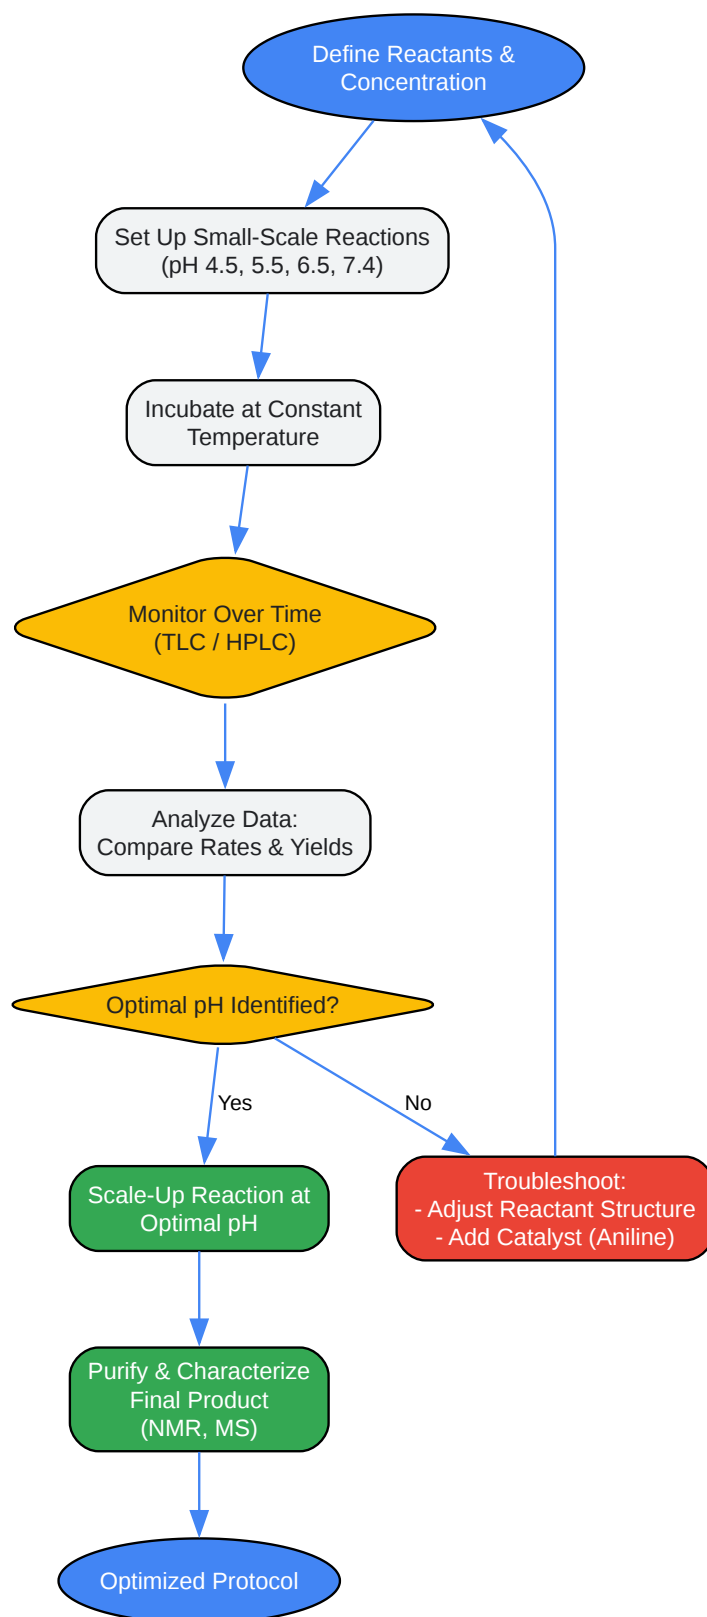 Define Reactants &
Concentration
Set Up Small-Scale Reactions
(pH 4.5, 5.5, 6.5, 7.4)
Incubate at Constant
Temperature
Monitor Over Time
(TLC / HPLC)
Analyze Data:
Compare Rates & Yields
Optimal pH Identified?
Yes
No
Scale-Up Reaction at
Optimal pH
Troubleshoot:
- Adjust Reactant Structure
- Add Catalyst (Aniline)
Purify & Characterize
Final Product
(NMR, MS)
Optimized Protocol